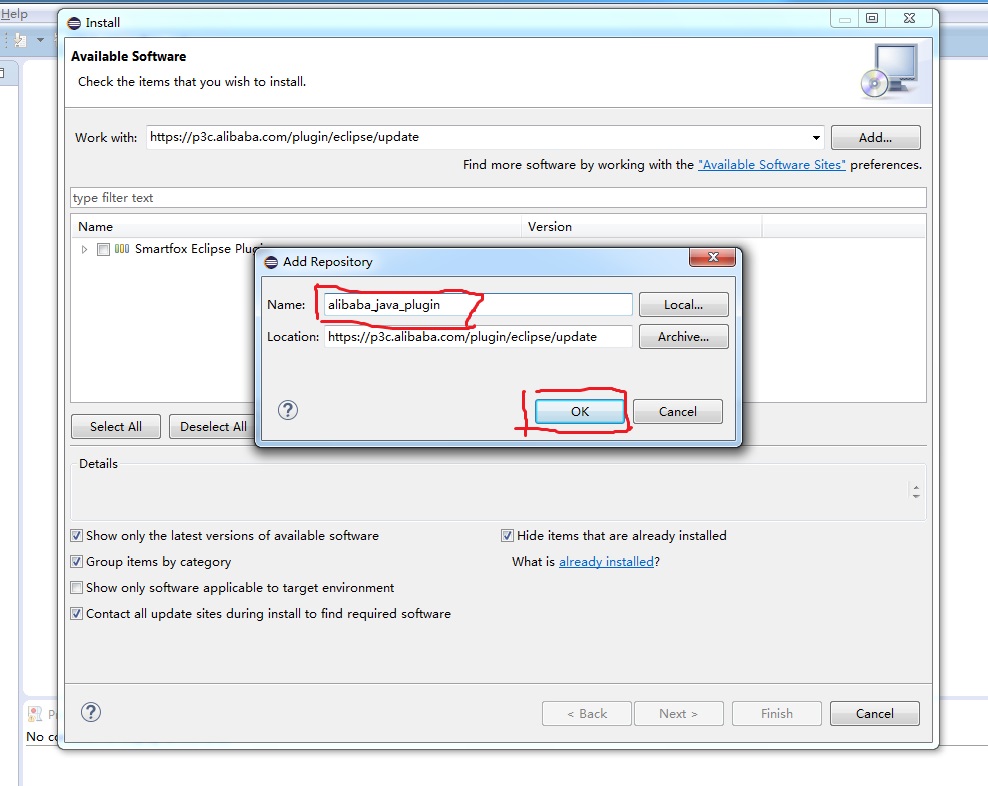 Help
Install
Available Software
Check the items that you wish to install.
Work with: https://p3c.alibaba.com/plugin/eclipse/update Add...
Find more software by working with the "Available Software Sites" preferences.
type filter text
Name Version
Smartfox Eclipse
Add Repository
Name: alibaba_java_plugin Local...
Location: https://p3c.alibaba.com/plugin/eclipse/update Archive...
OK Cancel
Select All Deselect All
Details
Show only the latest versions of available software Hide items that are already installed
Group items by category What is already installed?
Show only software applicable to target environment
Contact all update sites during install to find required software
< Back Next > Finish Cancel
No